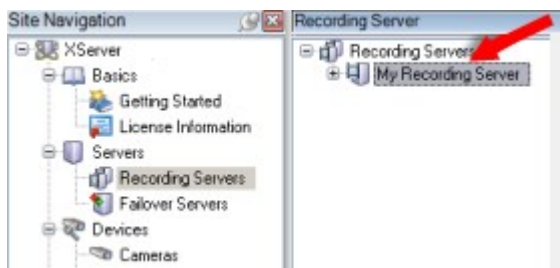 Site Navigation
XServer
Basics
Getting Started
License Information
Servers
Recording Servers
Failover Servers
Devices
Cameras
Recording Server
Recording Servers
My Recording Server